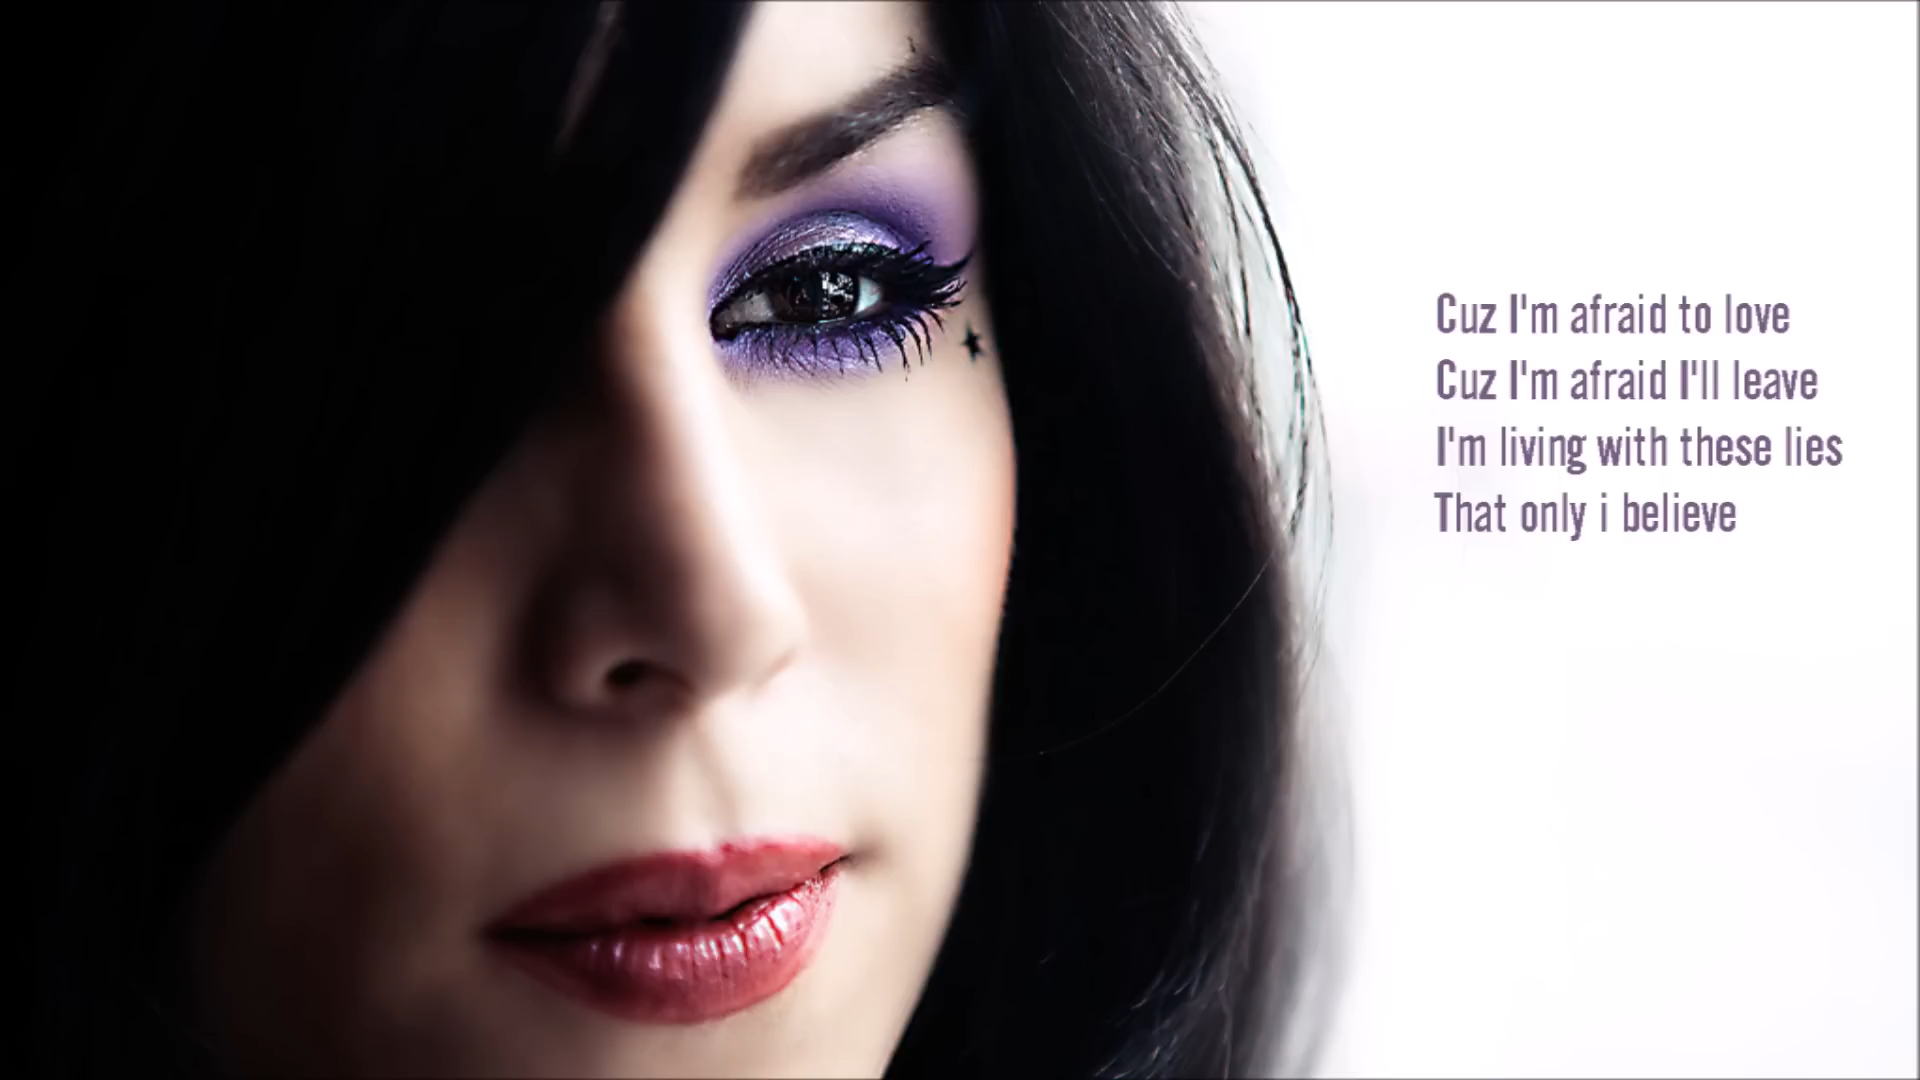 Cuz I'm afraid to love
Cuz I'm afraid I'll leave
I'm living with these lies
That only i believe